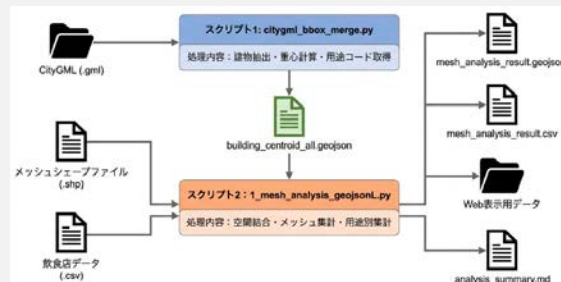 スクリプト1: citygml_bbox_merge.py
処理内容：建物抽出・重心計算・用途コード取得
CityGML (.gml)
mesh_analysis_result.geojson
building_centroid_all.geojson
mesh_analysis_result.csv
メッシュシェープファイル
(.shp)
スクリプト2：1_mesh_analysis_geojsonL.py
処理内容：空間結合・メッシュ集計・用途別集計
Web表示用データ
飲食店データ
(.csv)
analysis_summary.md